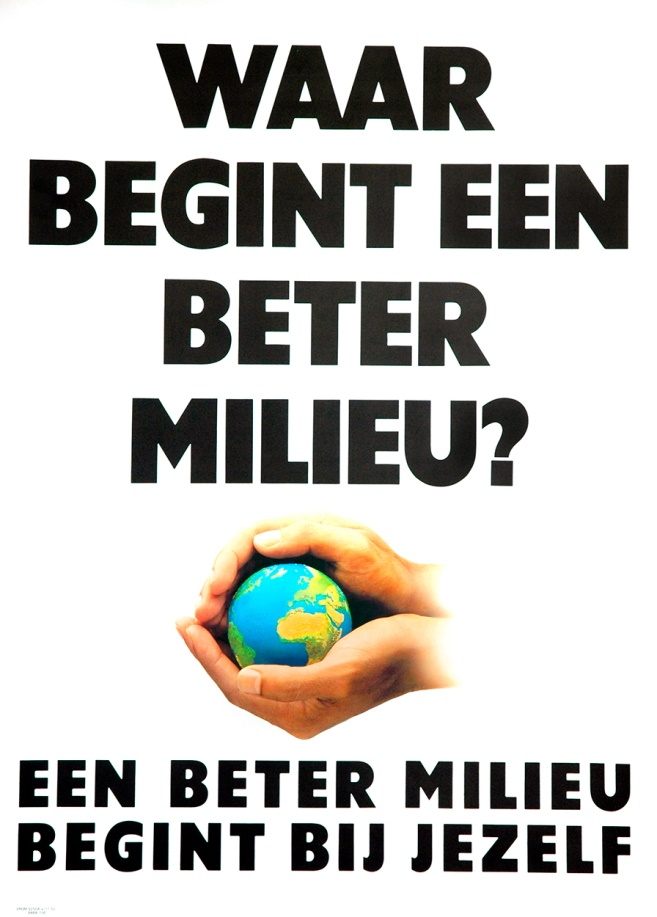 WAAR
BEGINT EEN
BETER
MILIEU?
EEN BETER MILIEU
BEGINT BIJ JEZELF